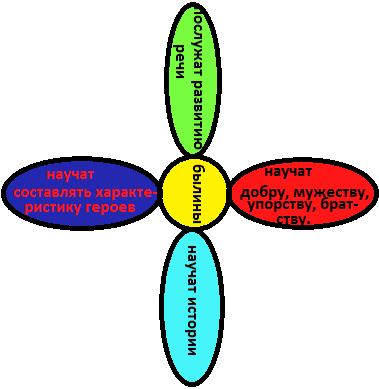 послужат развитию
речи
научат
составлять характе-
ристику героев
былины
научат
добру, мужеству,
упорству, брат-
ству.
научат истории